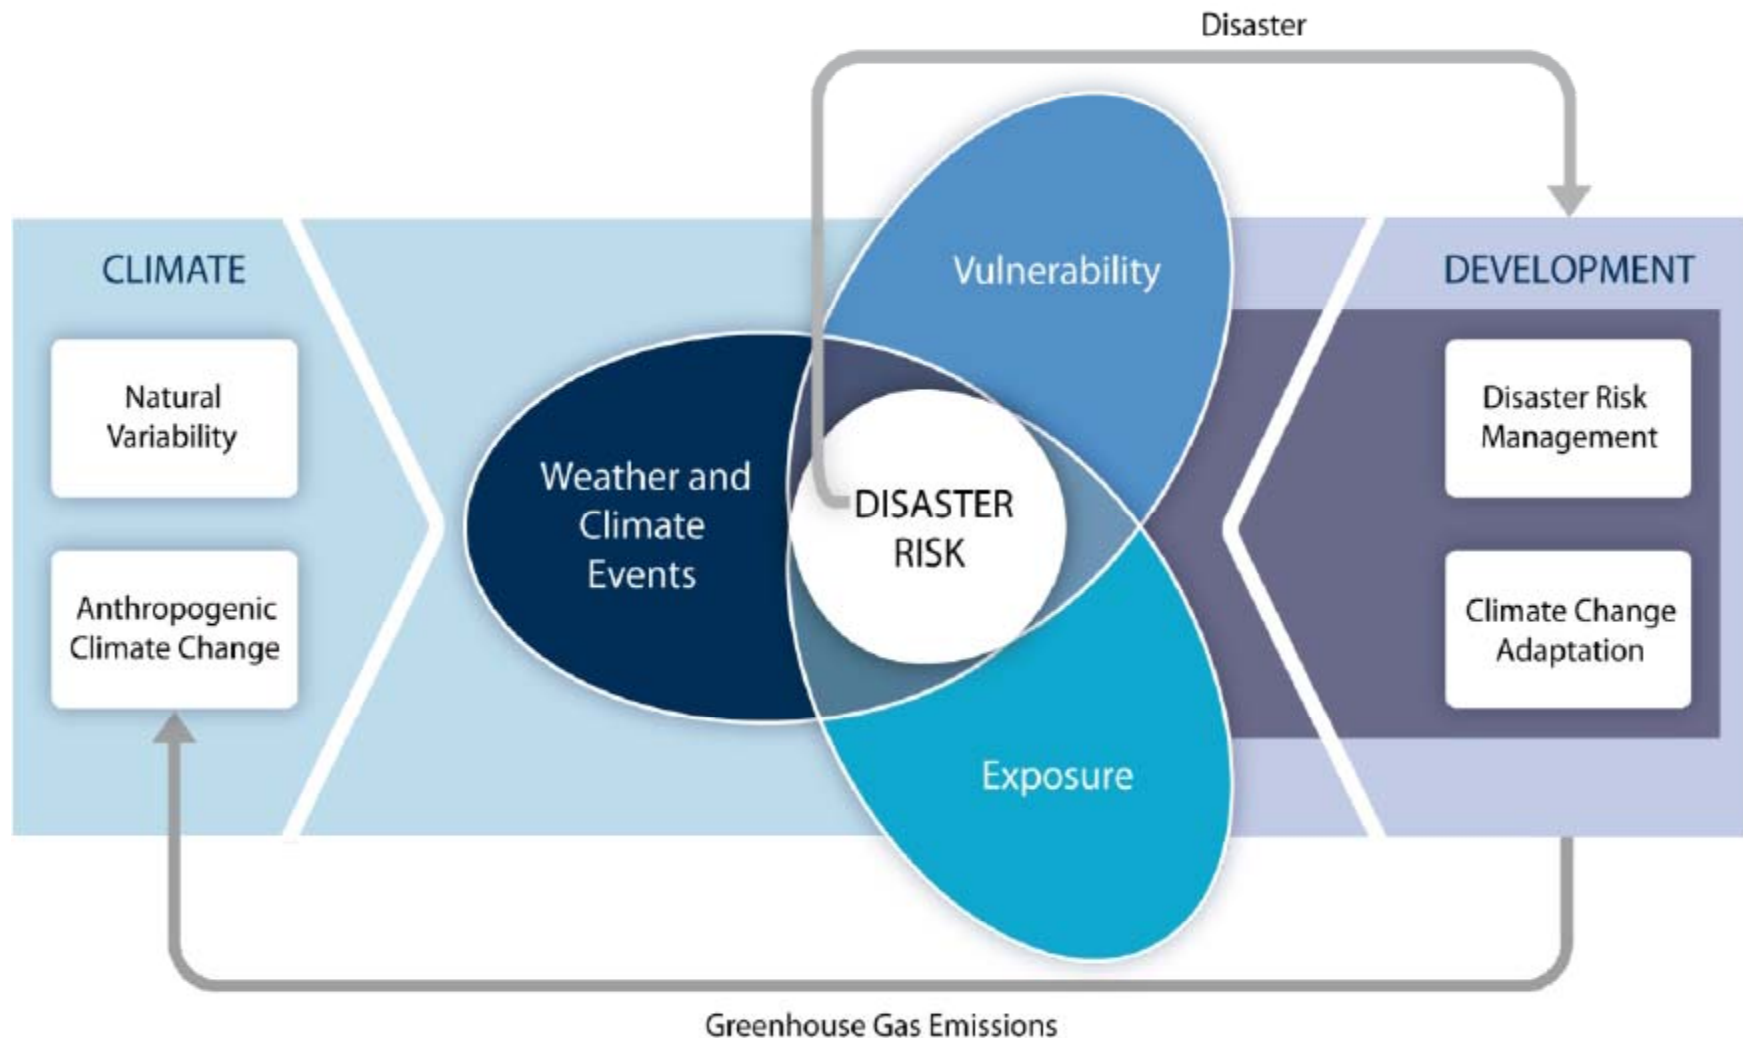 Disaster
CLIMATE
Natural
Variability
Anthropogenic
Climate Change
Weather and
Climate
Events
Vulnerability
DISASTER
RISK
Exposure
DEVELOPMENT
Disaster Risk
Management
Climate Change
Adaptation
Greenhouse Gas Emissions